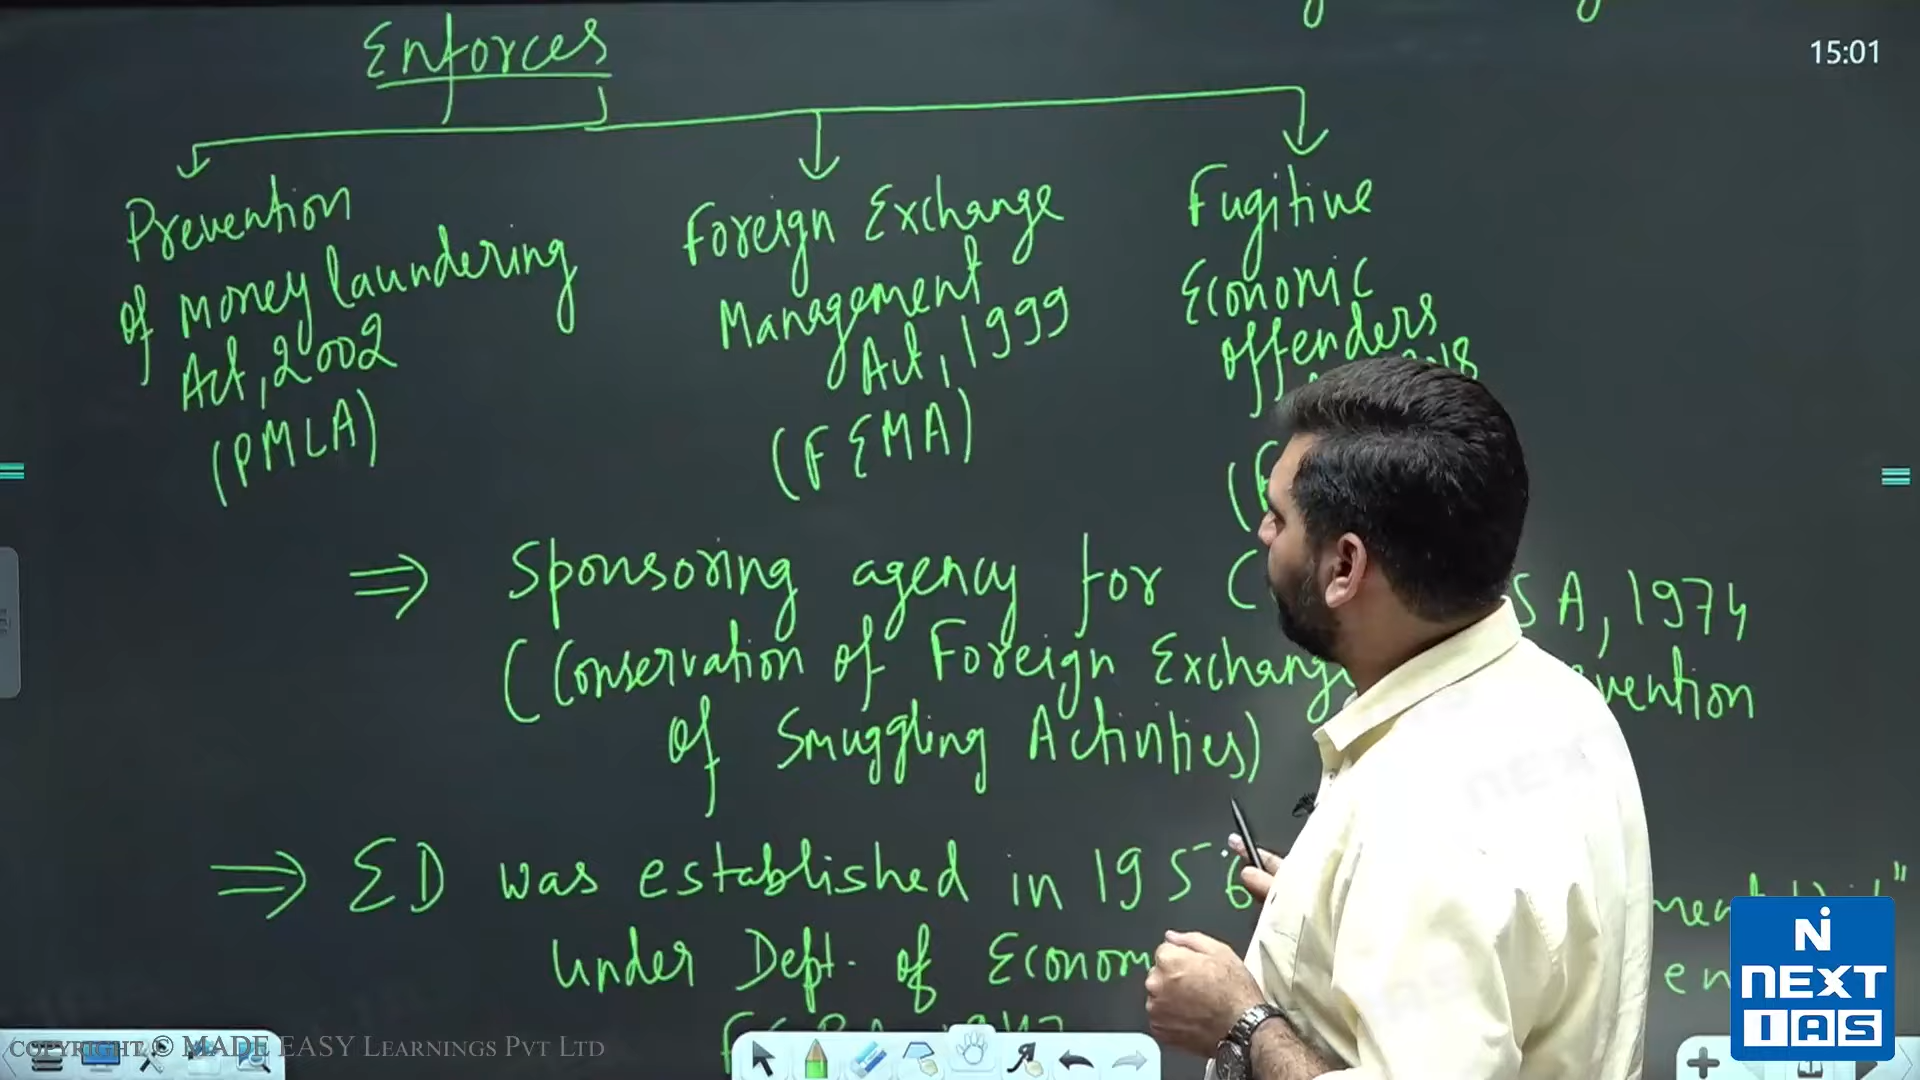 Enforces
15:01
Prevention
of money laundering
Act, 2002
(PMLA)
Foreign Exchange
Management
Act, 1999
(FEMA)
Fugitive
Economic
offenders
⇒ Sponsoring agency for C SA, 1974
(Conservation of Foreign Exchang vention
of Smuggling Activities)
⇒ ED was established in 1956
under Dept. of Econom
COPYRIGHT © MADE EASY LEARNINGS PVT LTD
N
NEXT
IAS